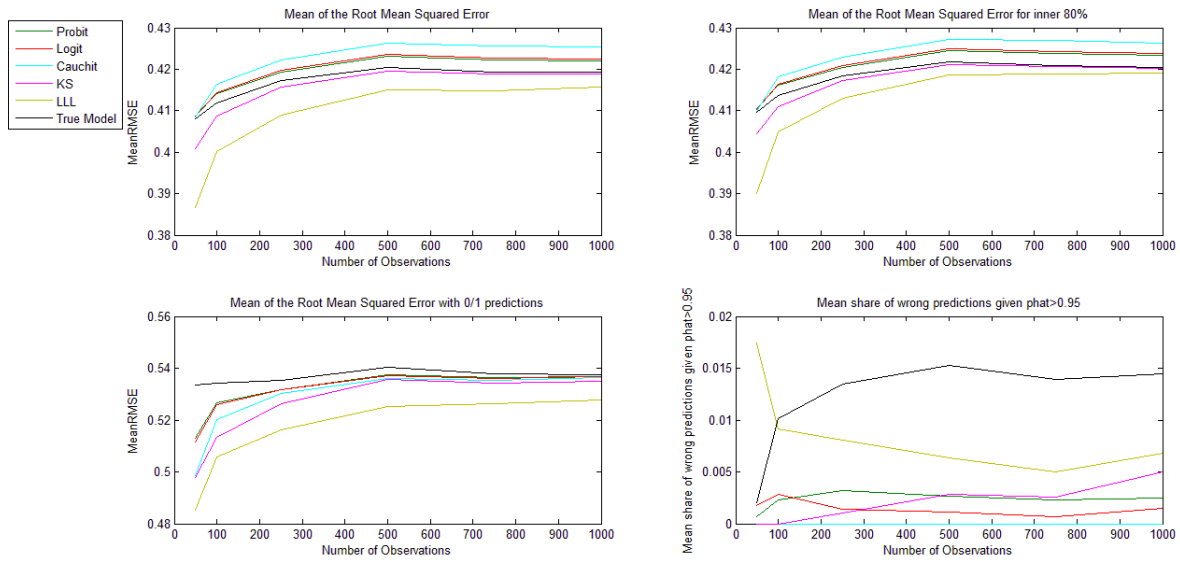 Probit
Logit
Cauchit
KS
LLL
True Model
Mean of the Root Mean Squared Error
MeanRMSE
0.43
0.42
0.41
0.4
0.39
0.38
0 100 200 300 400 500 600 700 800 900 1000
Number of Observations
Mean of the Root Mean Squared Error for inner 80%
MeanRMSE
0.43
0.42
0.41
0.4
0.39
0.38
0 100 200 300 400 500 600 700 800 900 1000
Number of Observations
Mean of the Root Mean Squared Error with 0/1 predictions
MeanRMSE
0.56
0.54
0.52
0.5
0.48
0 100 200 300 400 500 600 700 800 900 1000
Number of Observations
Mean share of wrong predictions given phat>0.95
Mean share of wrong predictions given phat>0.95
0.02
0.015
0.01
0.005
0
0 100 200 300 400 500 600 700 800 900 1000
Number of Observations